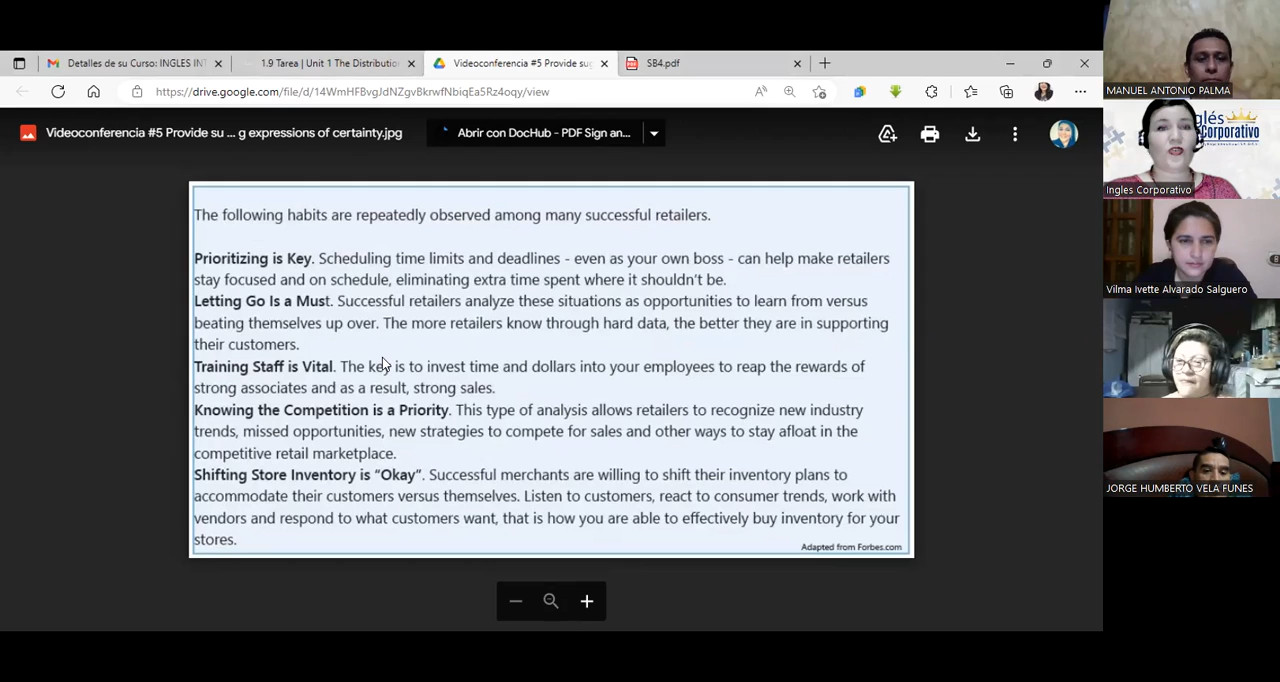 Detalles de su Curso: INGLES INT
1.9 Tarea | Unit 1 The Distribution
Videoconferencia #5 Provide sug
SB4.pdf
https://drive.google.com/file/d/14WmHFBvgJdNZgvBkrwfNbiqEa5Rz4oqy/view
Videoconferencia #5 Provide su ... g expressions of certainty.jpg
Abrir con DocHub - PDF Sign an...
The following habits are repeatedly observed among many successful retailers.
Prioritizing is Key. Scheduling time limits and deadlines - even as your own boss - can help make retailers
stay focused and on schedule, eliminating extra time spent where it shouldn't be.
Letting Go Is a Must. Successful retailers analyze these situations as opportunities to learn from versus
beating themselves up over. The more retailers know through hard data, the better they are in supporting
their customers.
Training Staff is Vital. The key is to invest time and dollars into your employees to reap the rewards of
strong associates and as a result, strong sales.
Knowing the Competition is a Priority. This type of analysis allows retailers to recognize new industry
trends, missed opportunities, new strategies to compete for sales and other ways to stay afloat in the
competitive retail marketplace.
Shifting Store Inventory is “Okay”. Successful merchants are willing to shift their inventory plans to
accommodate their customers versus themselves. Listen to customers, react to consumer trends, work with
vendors and respond to what customers want, that is how you are able to effectively buy inventory for your
stores.
Adapted from Forbes.com
MANUEL ANTONIO PALMA
Corporativo
Ingles Corporativo
Vilma Ivette Alvarado Salguero
JORGE HUMBERTO VELA FUNES